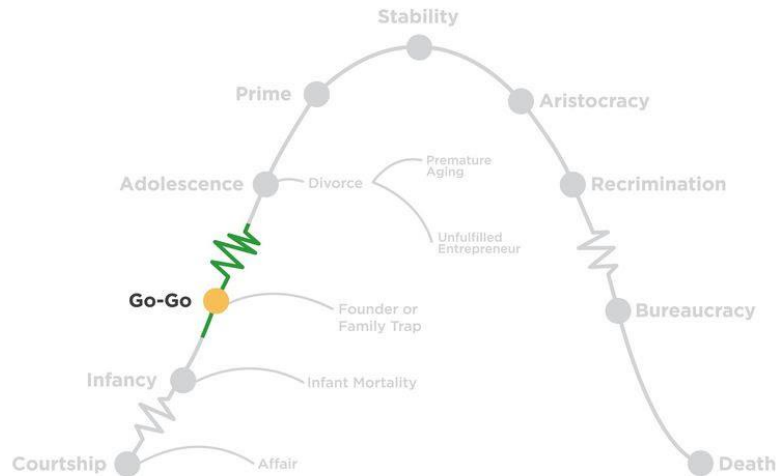 Stability
Prime
Aristocracy
Premature
Aging
Adolescence
Divorce
Recrimination
Unfulfilled
Entrepreneur
Go-Go
Founder or
Family Trap
Bureaucracy
Infancy
Infant Mortality
Courtship
Affair
Death